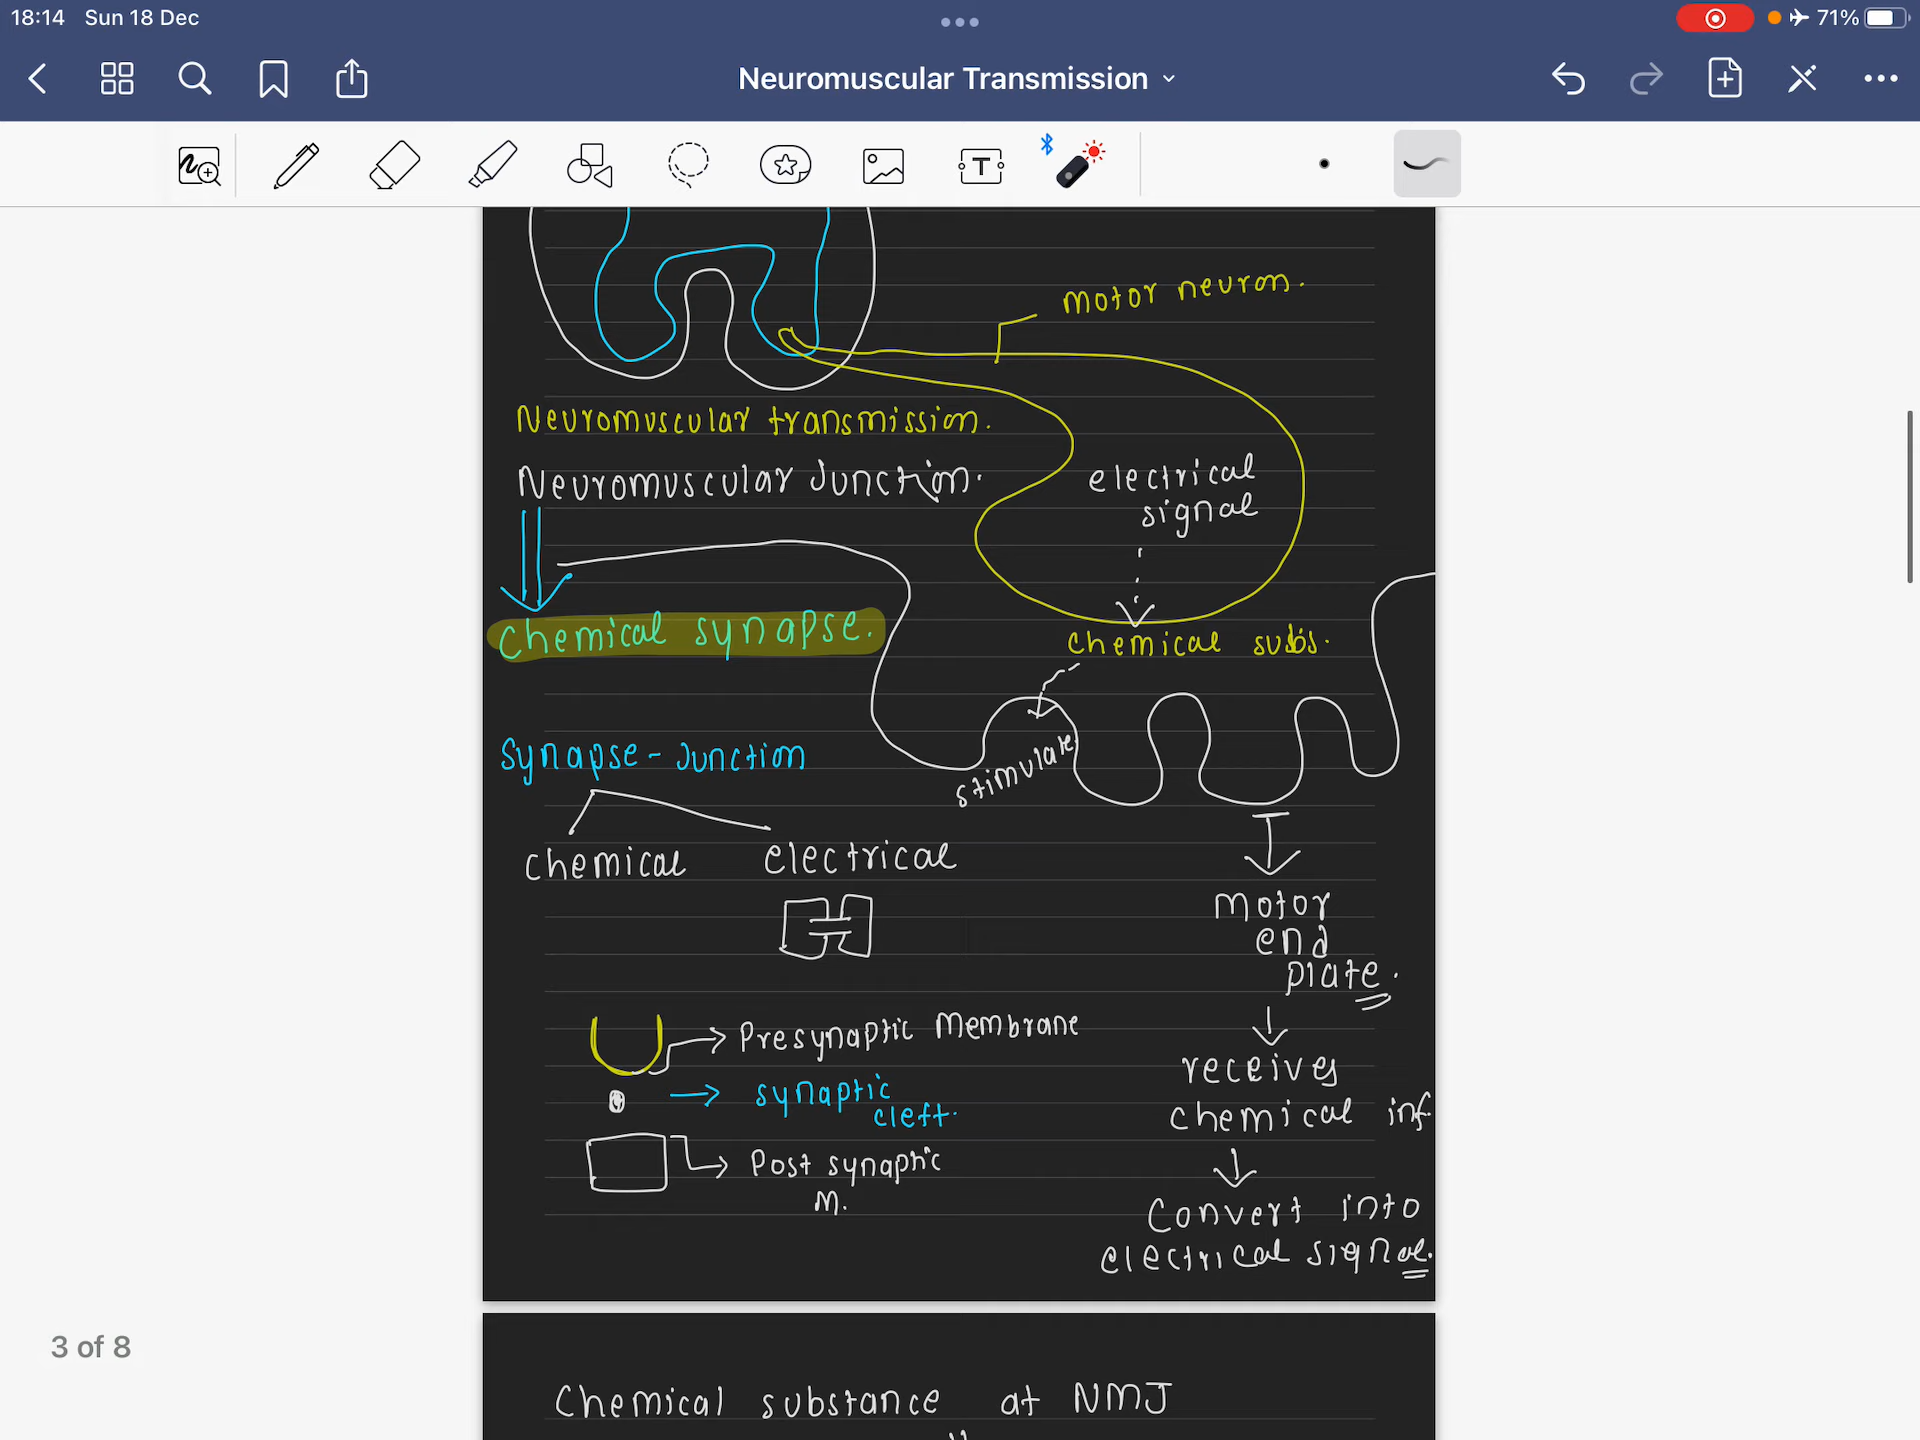 18:14 Sun 18 Dec
71%
Neuromuscular Transmission
T
motor neuron.
Neuromuscular transmission.
Neuromuscular Junction.
electrical
signal
Chemical synapse.
Chemical subs.
Synapse - Junction
stimulate
Chemical
electrical
Motor
end
plate.
Presynaptic Membrane
synaptic
cleft.
Post synaptic
M.
receives
chemical inf
Convert into
electrical signal.
3 of 8
Chemical substance at NMJ